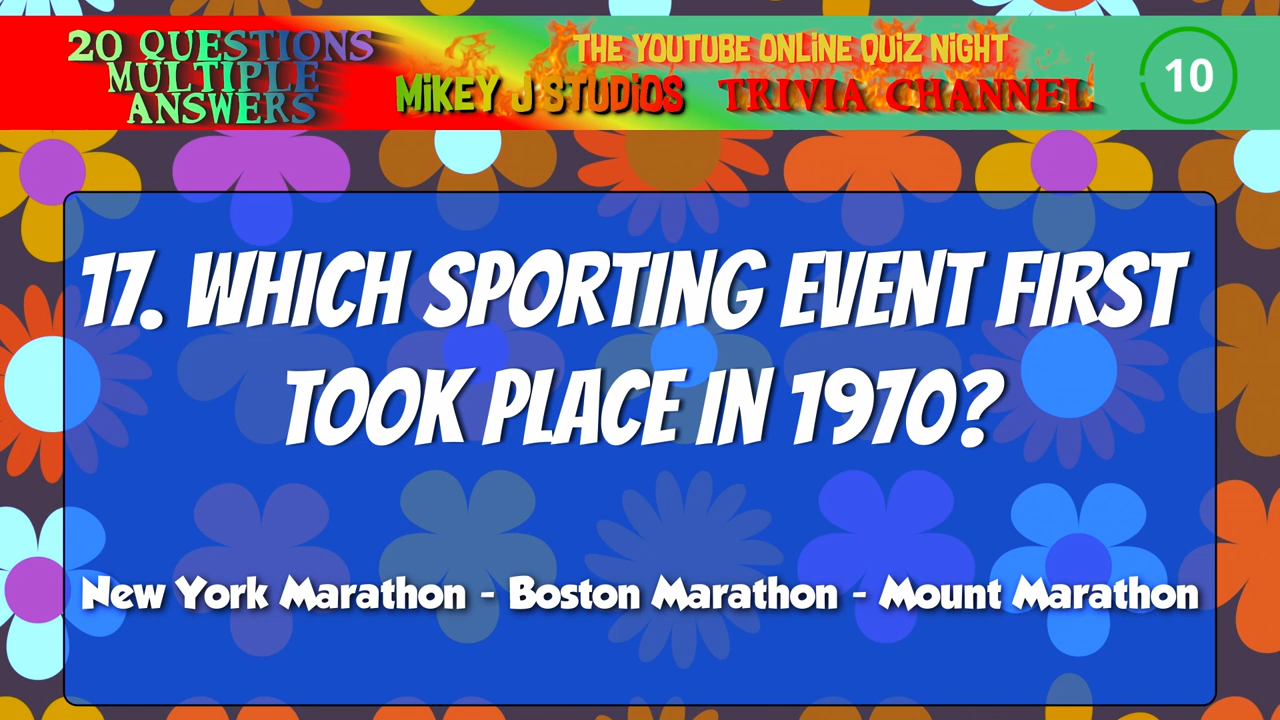 20 QUESTIONS
MULTIPLE
ANSWERS
THE YOUTUBE ONLINE QUIZ NIGHT
MIKEY J STUDIOS TRIVIA CHANNEL
10
17. WHICH SPORTING EVENT FIRST
TOOK PLACE IN 1970?
New York Marathon - Boston Marathon - Mount Marathon